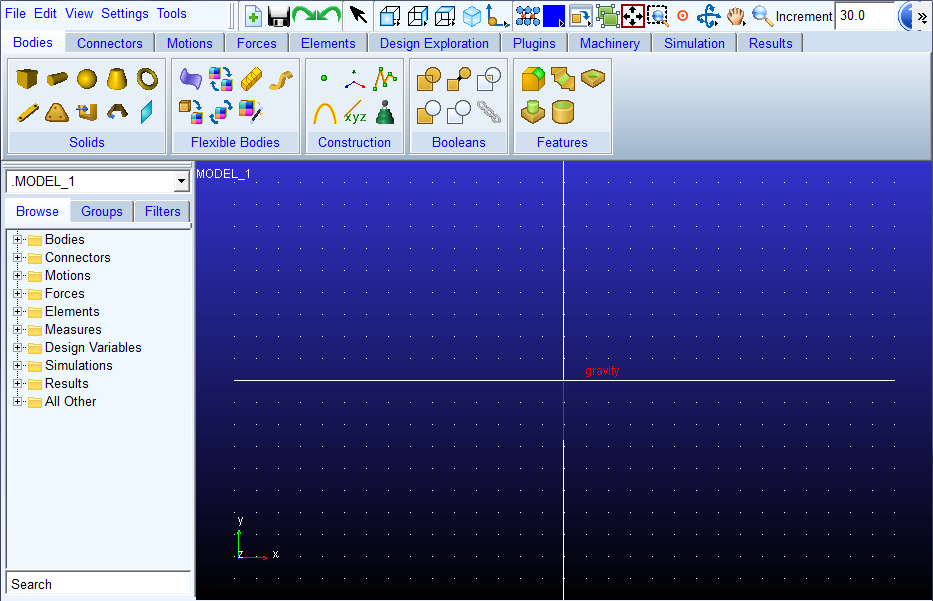 File Edit View Settings Tools
Increment 30.0 »
Bodies Connectors Motions Forces Elements Design Exploration Plugins Machinery Simulation Results
xyz
Solids Flexible Bodies Construction Booleans Features
.MODEL_1
Browse Groups Filters
Bodies
Connectors
Motions
Forces
Elements
Measures
Design Variables
Simulations
Results
All Other
Search
MODEL_1
gravity
y
z x